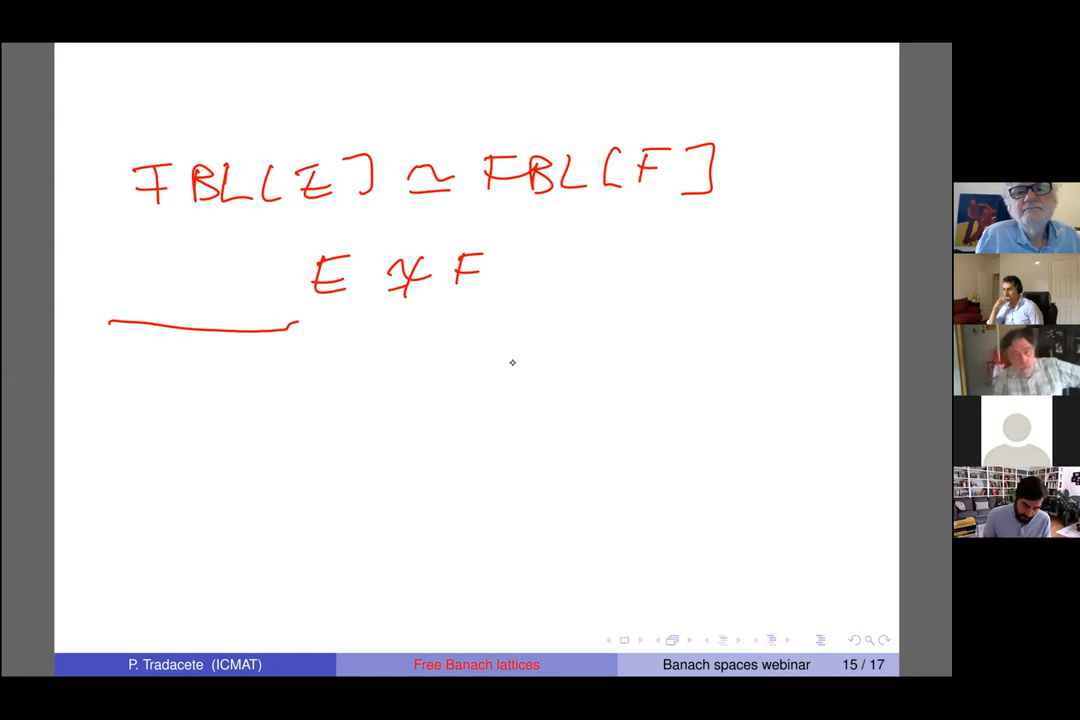 FBL[E] ≃ FBL[F]
E ≄ F
P. Tradacete (ICMAT) Free Banach lattices Banach spaces webinar 15 / 17